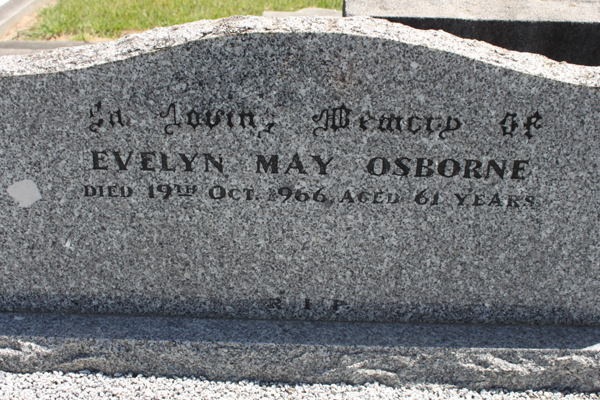 In Loving Memory of
EVELYN MAY OSBORNE
DIED 19TH OCT. 1966, AGED 61 YEARS
R.I.P.